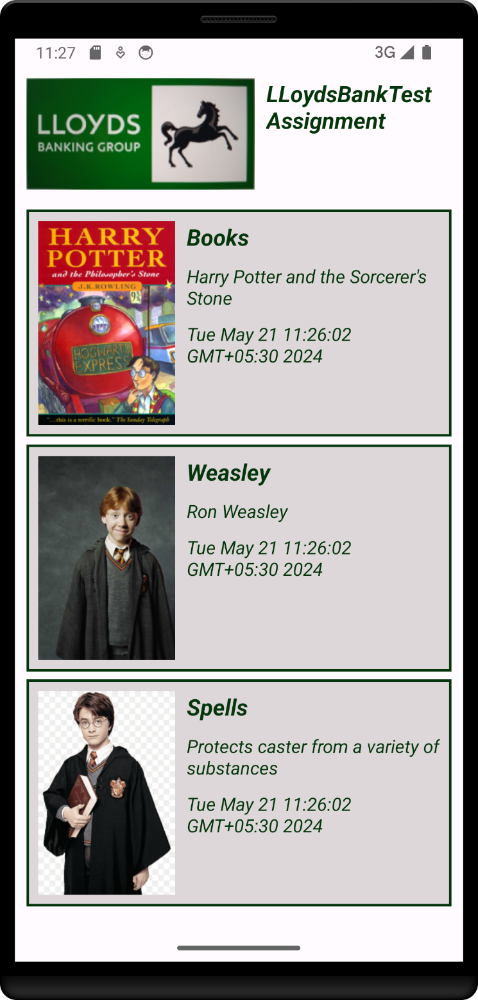 11:27
3G
LLOYDS
BANKING GROUP
LLoydsBankTest
Assignment
HARRY
POTTER
and the Philosopher's Stone
J.K.ROWLING
9¾
HOGWARTS
EXPRESS
"...this is a terrific book." The Sunday Telegraph
Books
Harry Potter and the Sorcerer's
Stone
Tue May 21 11:26:02
GMT+05:30 2024
Weasley
Ron Weasley
Tue May 21 11:26:02
GMT+05:30 2024
Spells
Protects caster from a variety of
substances
Tue May 21 11:26:02
GMT+05:30 2024